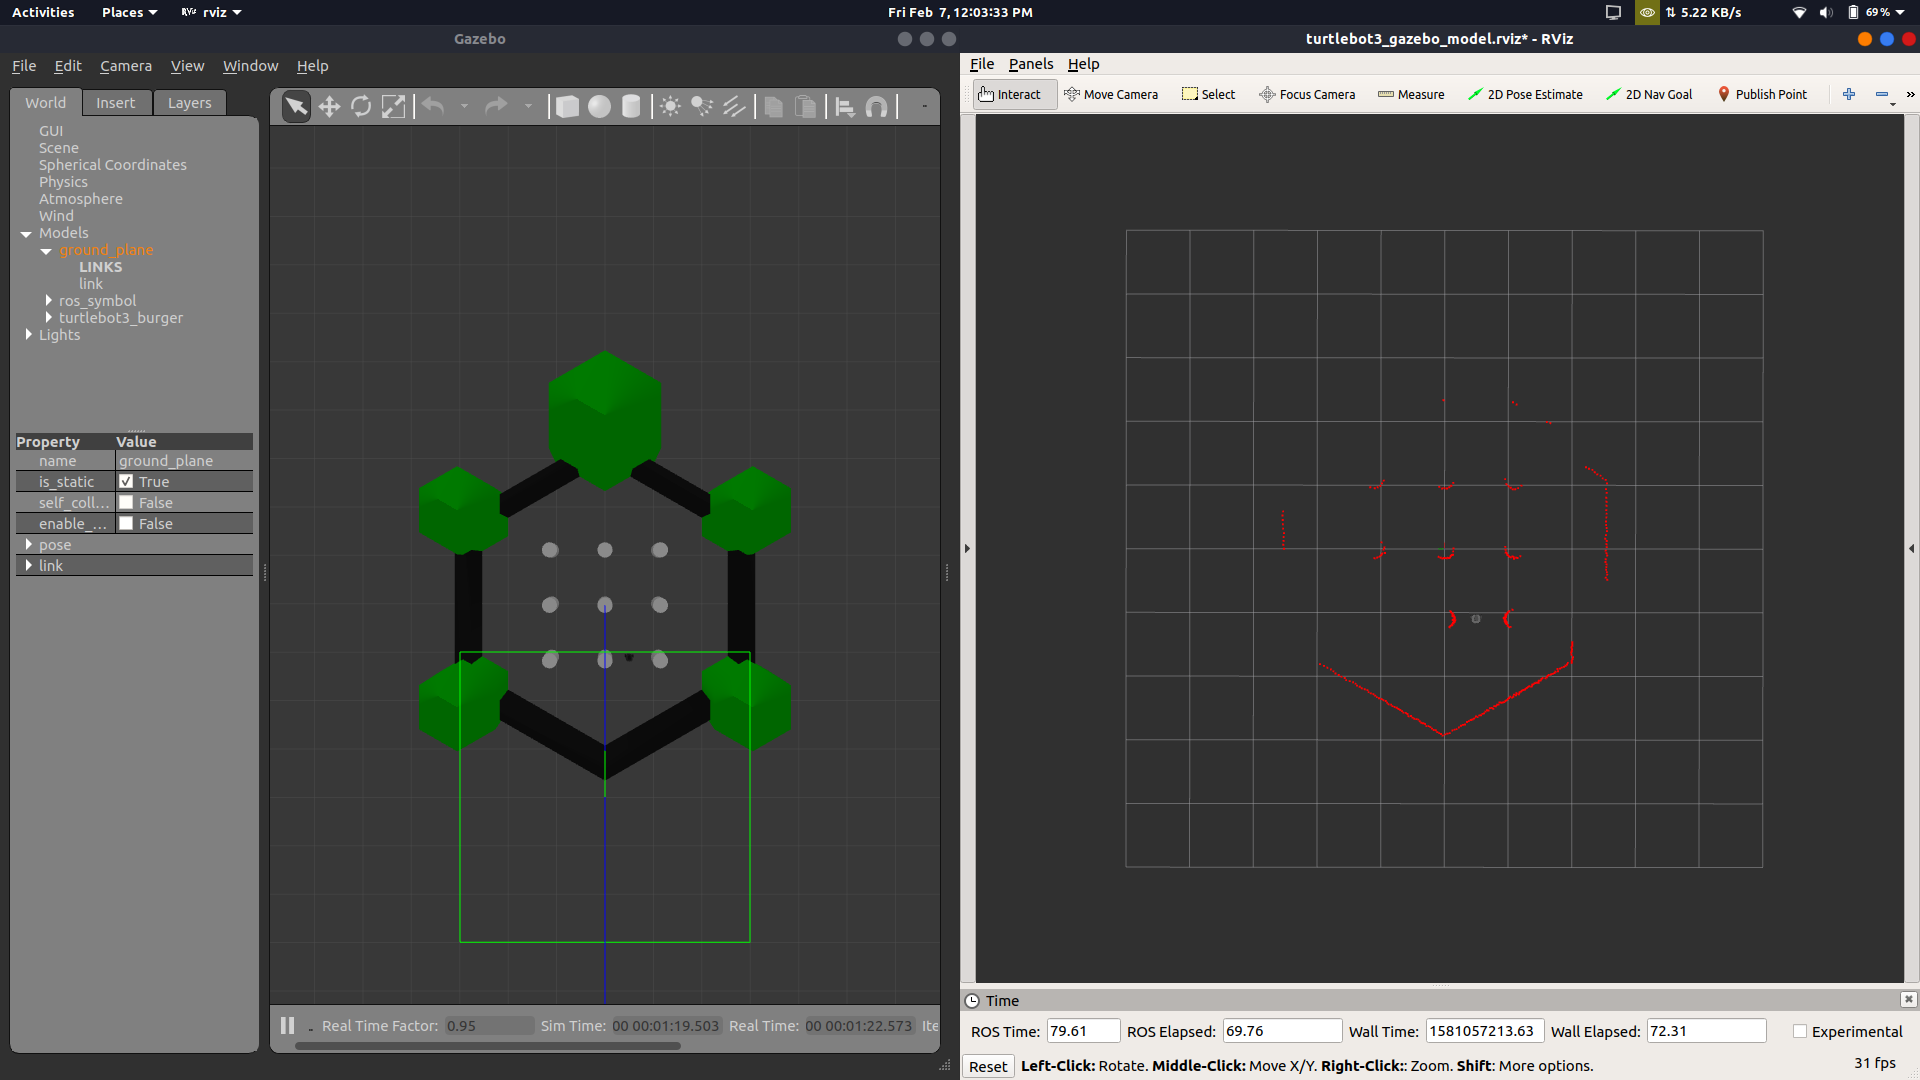 Activities Places rviz Fri Feb 7, 12:03:33 PM 5.22 KB/s 69 %
Gazebo
File Edit Camera View Window Help
World Insert Layers
GUI
Scene
Spherical Coordinates
Physics
Atmosphere
Wind
Models
ground_plane
LINKS
link
ros_symbol
turtlebot3_burger
Lights
Property Value
name ground_plane
is_static True
self_coll... False
enable_... False
pose
link
Real Time Factor: 0.95 Sim Time: 00 00:01:19.503 Real Time: 00 00:01:22.573 Ite
turtlebot3_gazebo_model.rviz* - RViz
File Panels Help
Interact Move Camera Select Focus Camera Measure 2D Pose Estimate 2D Nav Goal Publish Point »
Time
ROS Time: 79.61 ROS Elapsed: 69.76 Wall Time: 1581057213.63 Wall Elapsed: 72.31 Experimental
Reset Left-Click: Rotate. Middle-Click: Move X/Y. Right-Click:: Zoom. Shift: More options. 31 fps